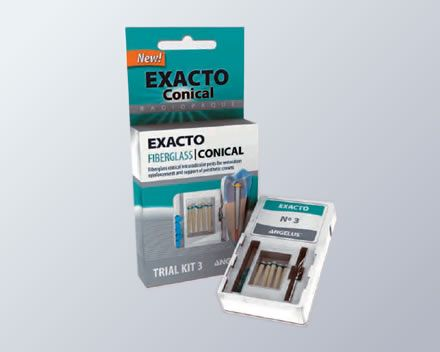 New!
EXACTO
Conical
RADIOPAQUE
EXACTO
FIBERGLASS|CONICAL
Fiberglass conical intraradicular posts for restoration
reinforcement and support of prosthetic crowns
TRIAL KIT 3
EXACTO
Nº 3
ANGELUS